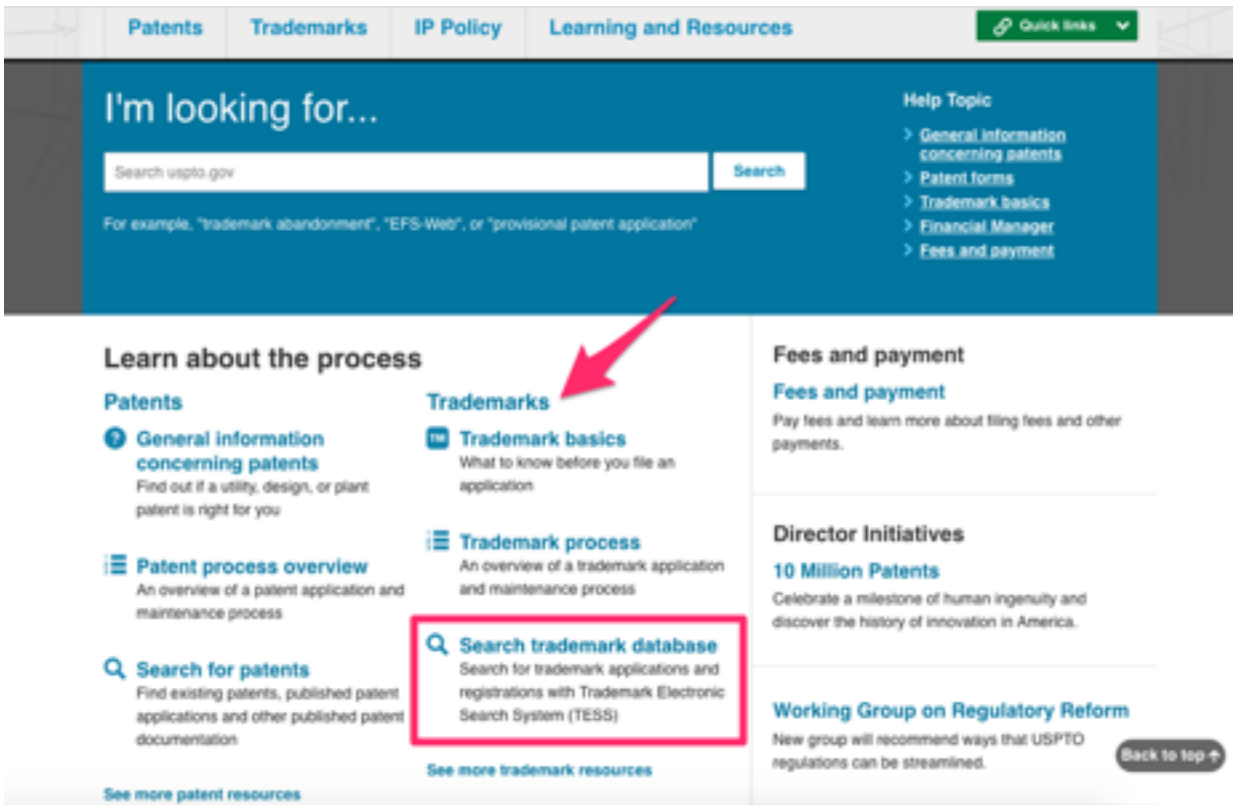 Patents Trademarks IP Policy Learning and Resources Quick links
I'm looking for...
Search uspto.gov Search
For example, "trademark abandonment", "EFS-Web", or "provisional patent application"
Help Topic
General information
concerning patents
Patent forms
Trademark basics
Financial Manager
Fees and payment
Learn about the process
Patents
General information
concerning patents
Find out if a utility, design, or plant
patent is right for you
Patent process overview
An overview of a patent application and
maintenance process
Search for patents
Find existing patents, published patent
applications and other published patent
documentation
See more patent resources
Trademarks
TM Trademark basics
What to know before you file an
application
Trademark process
An overview of a trademark application
and maintenance process
Search trademark database
Search for trademark applications and
registrations with Trademark Electronic
Search System (TESS)
See more trademark resources
Fees and payment
Fees and payment
Pay fees and learn more about filing fees and other
payments.
Director Initiatives
10 Million Patents
Celebrate a milestone of human ingenuity and
discover the history of innovation in America.
Working Group on Regulatory Reform
New group will recommend ways that USPTO
regulations can be streamlined.
Back to top